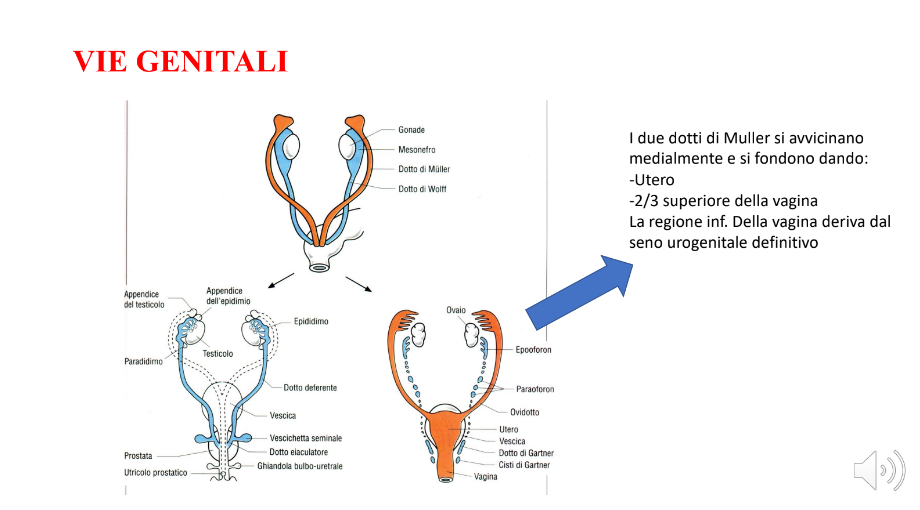 VIE GENITALI
Gonade
Mesonefro
Dotto di Müller
Dotto di Wolff
I due dotti di Muller si avvicinano
medialmente e si fondono dando:
-Utero
-2/3 superiore della vagina
La regione inf. Della vagina deriva dal
seno urogenitale definitivo
Appendice
del testicolo
Appendice
dell'epidimio
Epididimo
Testicolo
Paradidimo
Dotto deferente
Vescica
Vescichetta seminale
Dotto eiaculatore
Prostata
Ghiandola bulbo-uretrale
Utricolo prostatico
Ovaio
Epooforon
Paraoforon
Ovidotto
Utero
Vescica
Dotto di Gartner
Cisti di Gartner
Vagina